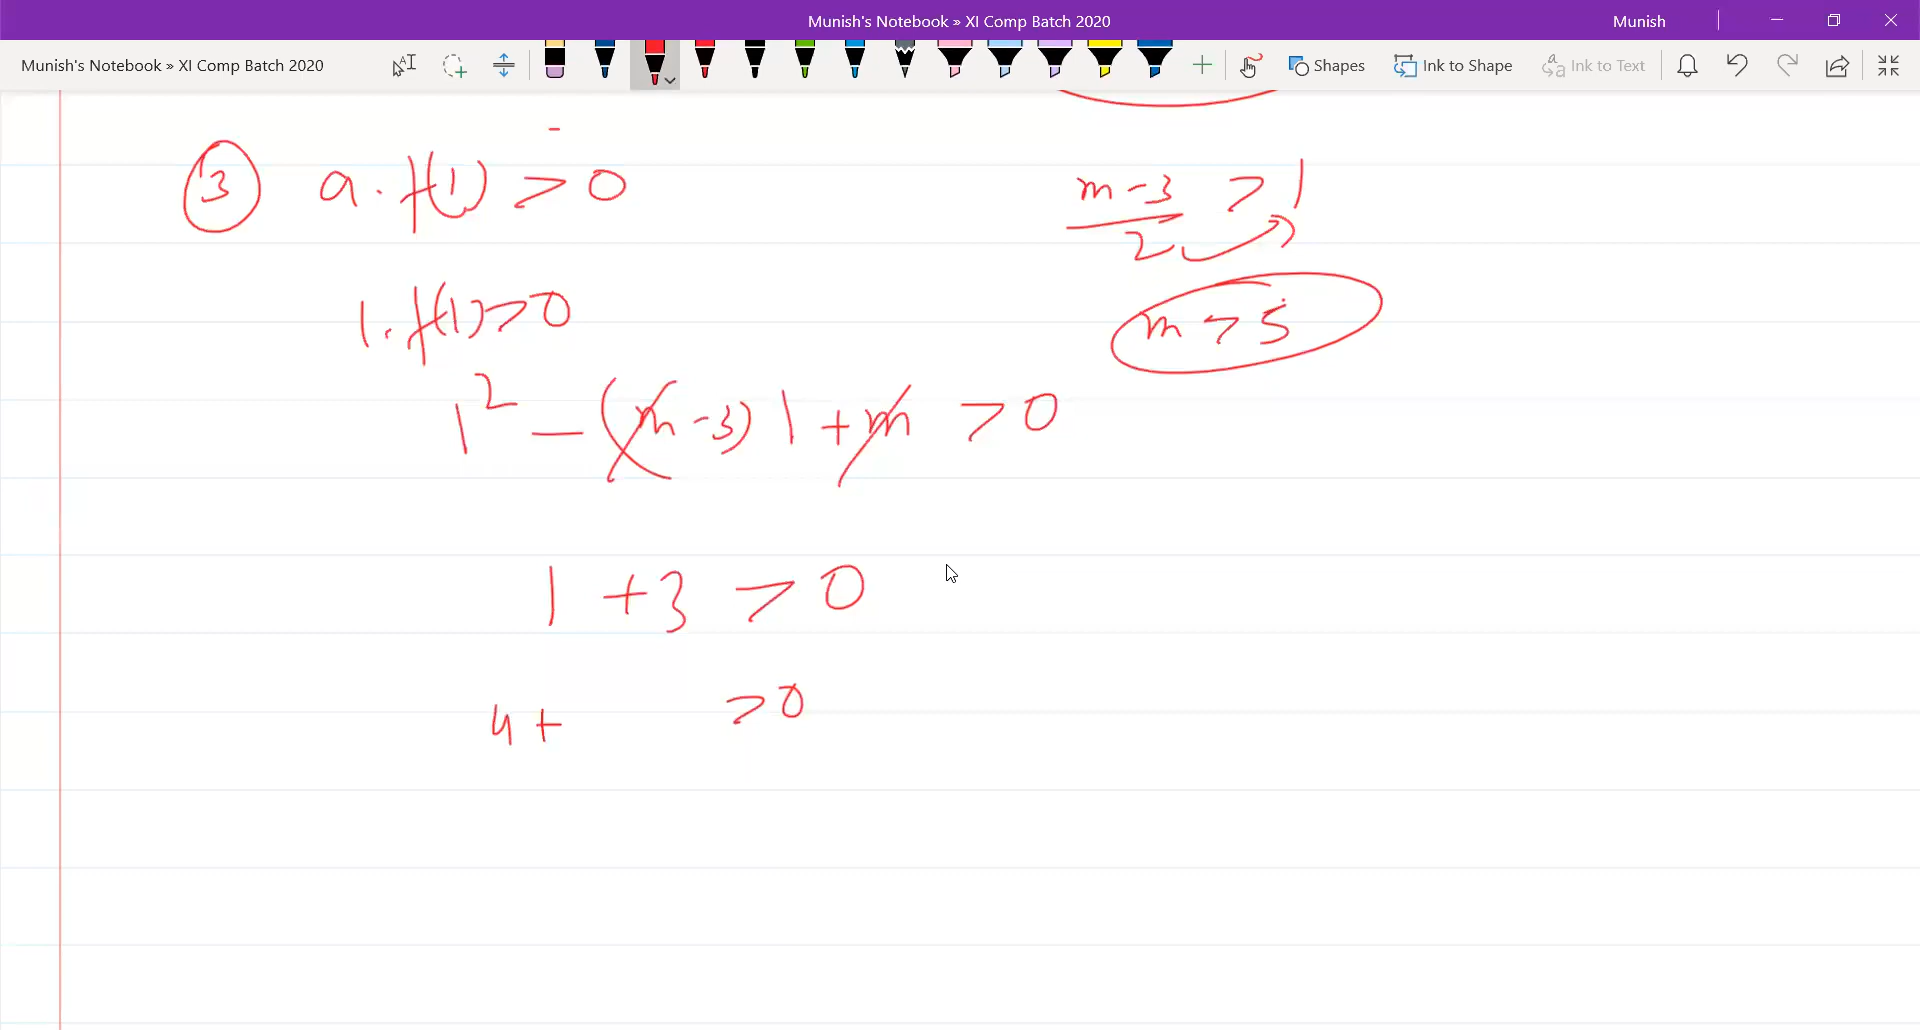 Munish's Notebook » XI Comp Batch 2020
Munish
Munish's Notebook » XI Comp Batch 2020
Shapes
Ink to Shape
Ink to Text
3 a. f(1) > 0
1. f(1) > 0
1² – (m – 3) 1 + m > 0
1 + 3 > 0
4 + > 0
m – 3 / 2 > 1
m > 5